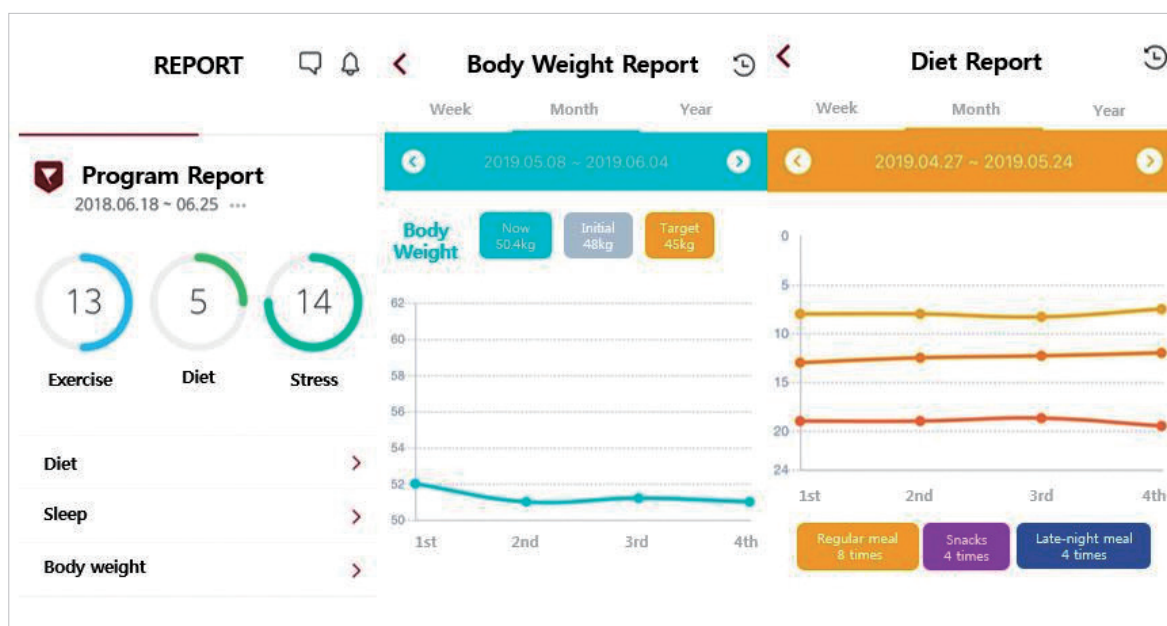 REPORT
Program Report
2018.06.18 ~ 06.25 ...
13
5
14
Exercise
Diet
Stress
Diet
Sleep
Body weight
Body Weight Report
Week Month Year
2019.05.08 ~ 2019.06.04
Body
Weight
Now
50.4kg
Initial
48kg
Target
45kg
62
60
58
56
54
52
50
1st 2nd 3rd 4th
Diet Report
Week Month Year
2019.04.27 ~ 2019.05.24
0
5
10
15
20
24
1st 2nd 3rd 4th
Regular meal
8 times
Snacks
4 times
Late-night meal
4 times